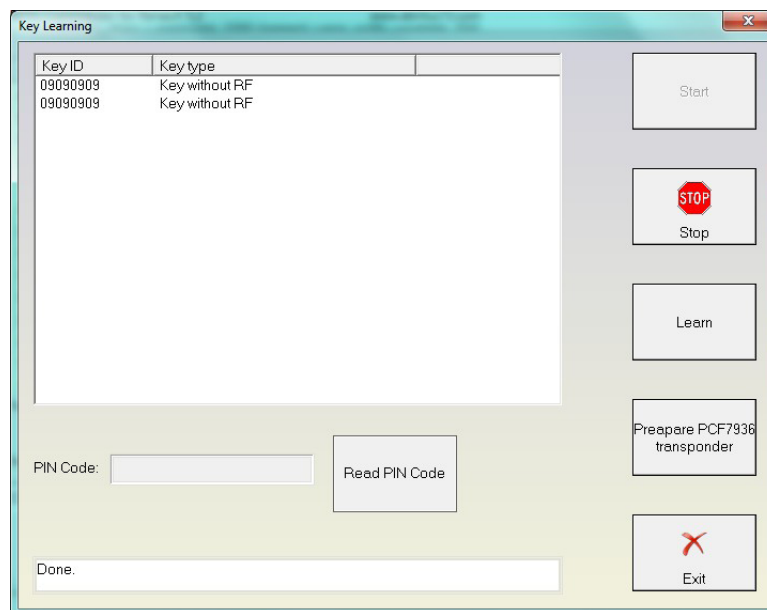 Key Learning
Key ID Key type
09090909 Key without RF
09090909 Key without RF
Start
STOP
Stop
Learn
Preapare PCF7936
transponder
PIN Code:
Read PIN Code
Done.
Exit